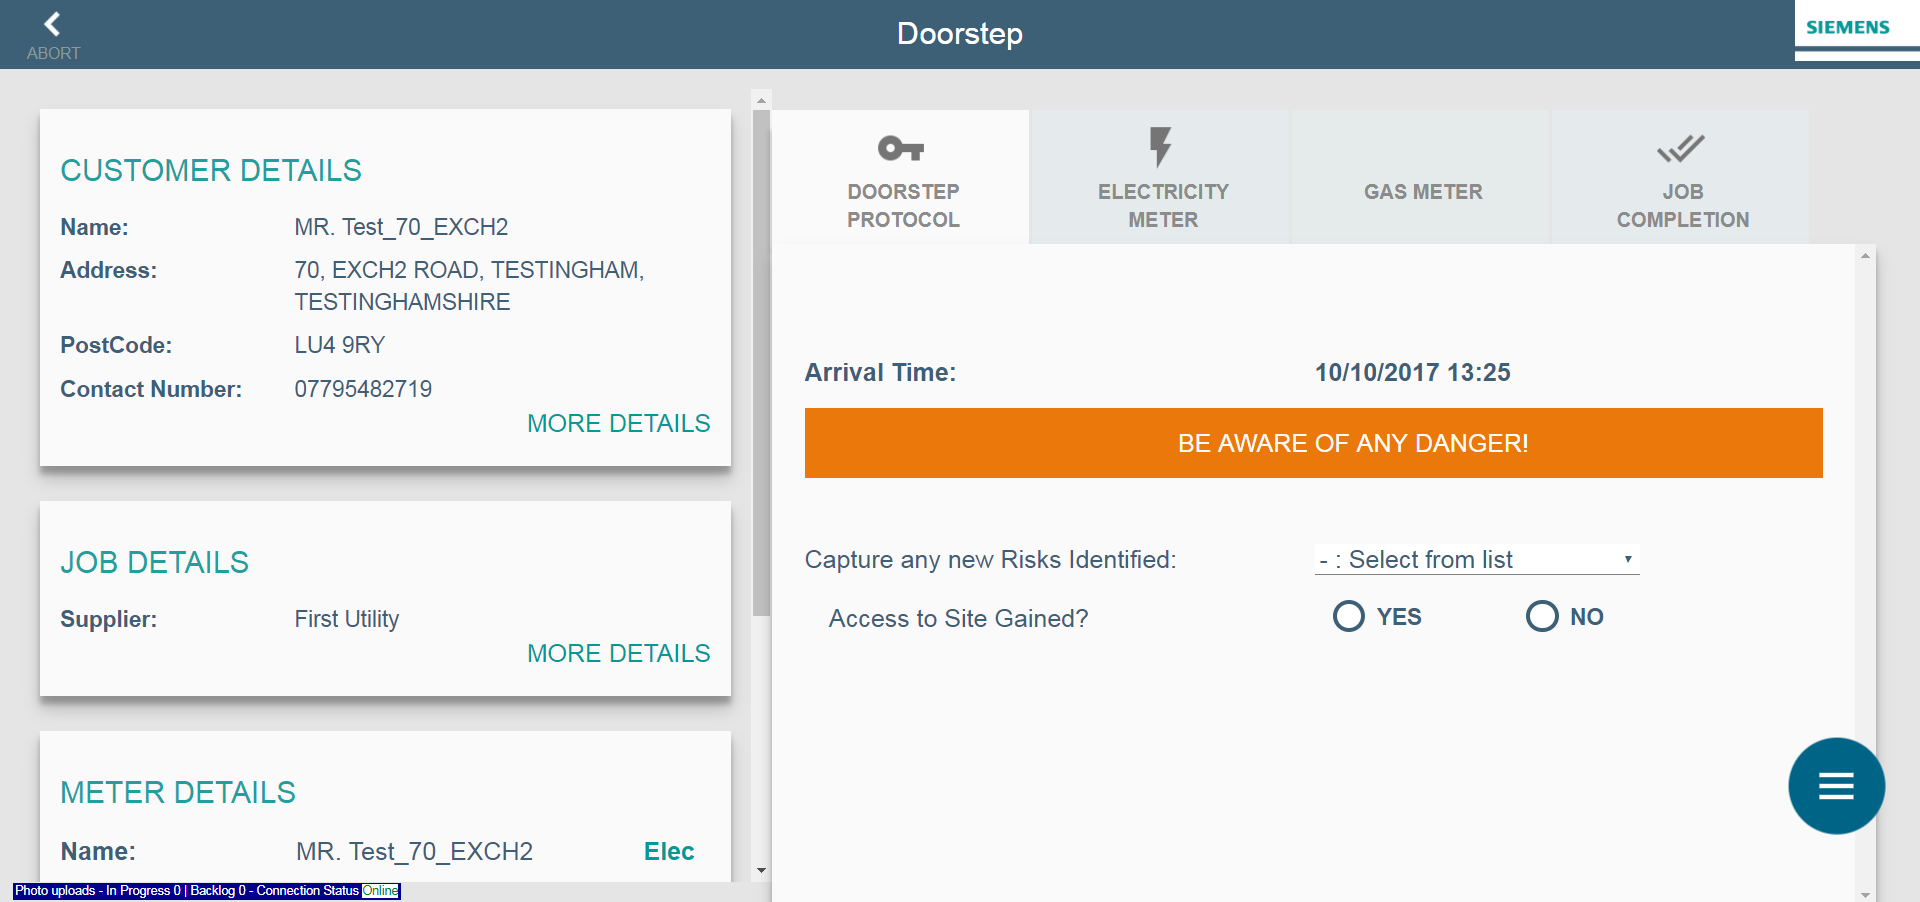 ABORT
Doorstep
SIEMENS
CUSTOMER DETAILS
Name: MR. Test_70_EXCH2
Address: 70, EXCH2 ROAD, TESTINGHAM,
TESTINGHAMSHIRE
PostCode: LU4 9RY
Contact Number: 07795482719
MORE DETAILS
JOB DETAILS
Supplier: First Utility
MORE DETAILS
METER DETAILS
Name: MR. Test_70_EXCH2 Elec
Photo uploads - In Progress 0 | Backlog 0 - Connection Status Online
DOORSTEP
PROTOCOL
ELECTRICITY
METER
GAS METER
JOB
COMPLETION
Arrival Time: 10/10/2017 13:25
BE AWARE OF ANY DANGER!
Capture any new Risks Identified: - : Select from list
Access to Site Gained? YES NO